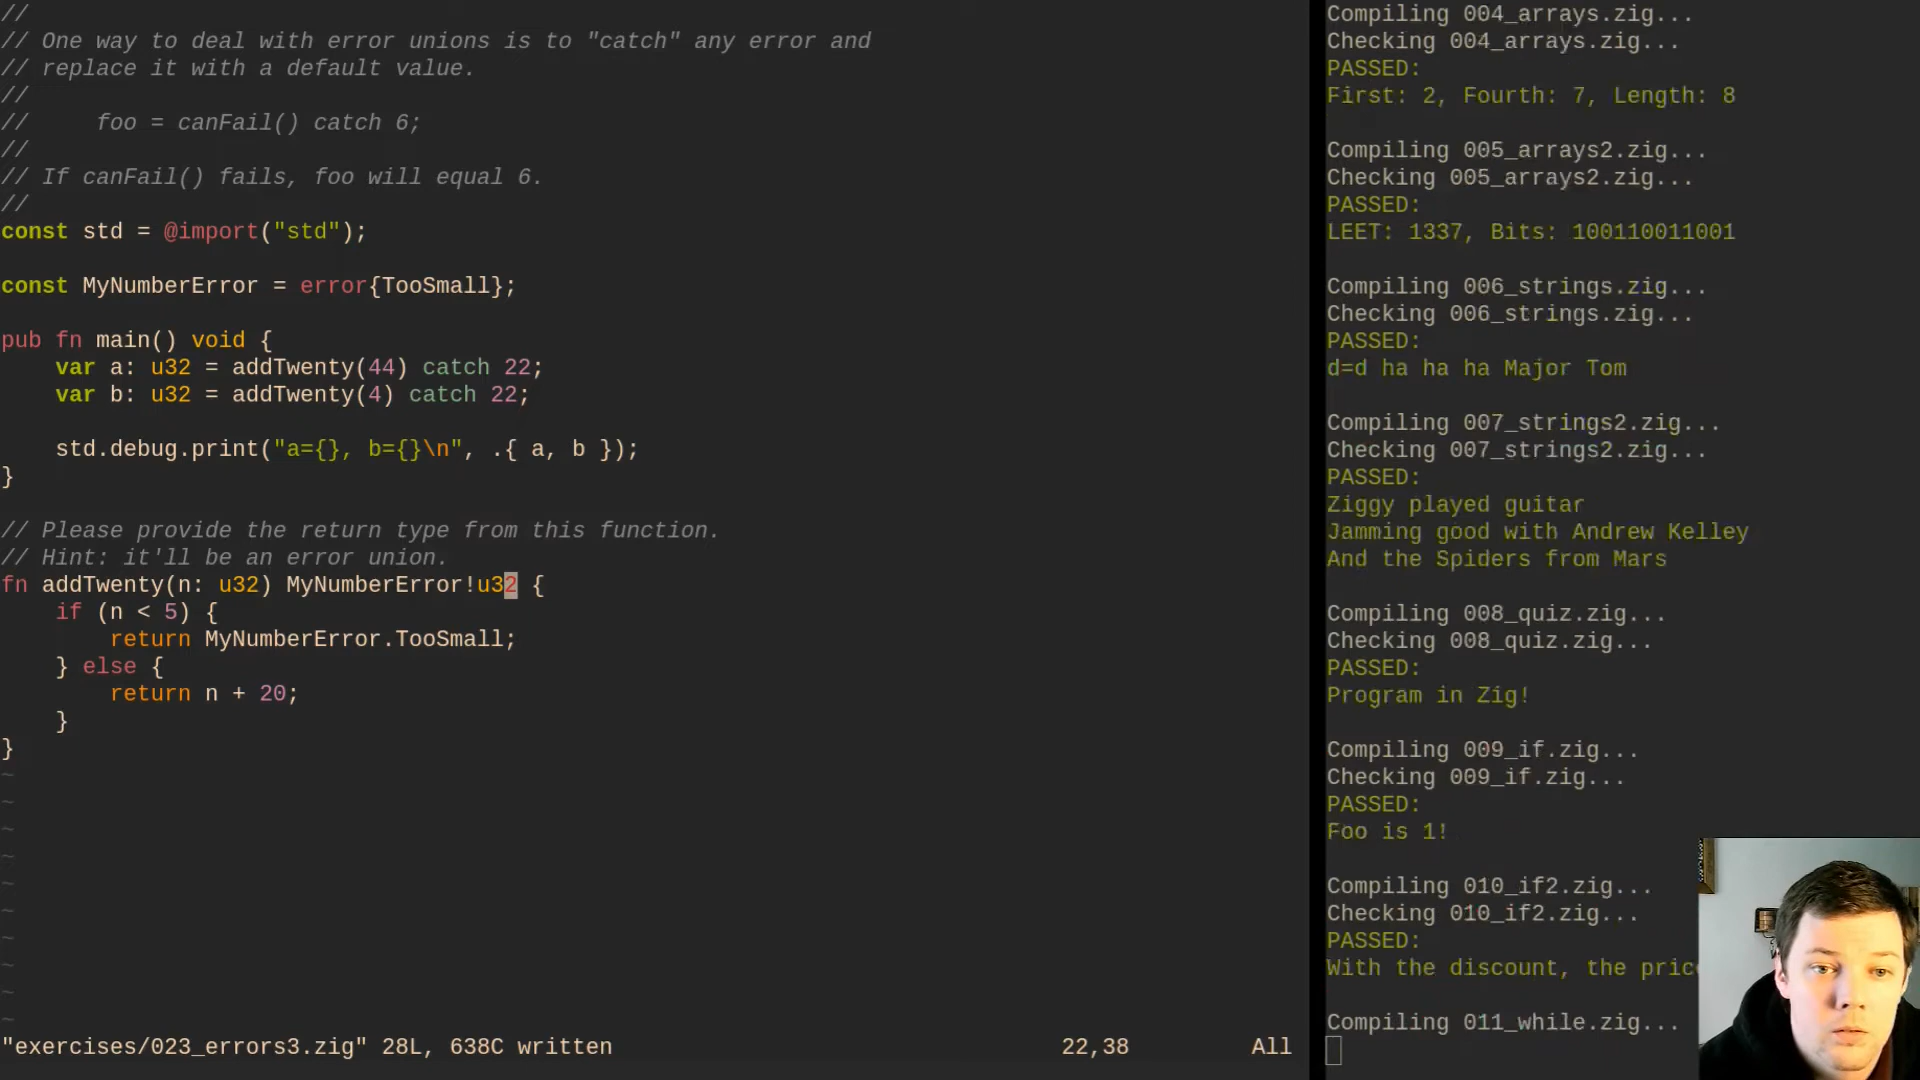 //
// One way to deal with error unions is to "catch" any error and
// replace it with a default value.
//
//     foo = canFail() catch 6;
//
// If canFail() fails, foo will equal 6.
//
const std = @import("std");
const MyNumberError = error{TooSmall};
pub fn main() void {
    var a: u32 = addTwenty(44) catch 22;
    var b: u32 = addTwenty(4) catch 22;
    std.debug.print("a={}, b={}\n", .{ a, b });
}
// Please provide the return type from this function.
// Hint: it'll be an error union.
fn addTwenty(n: u32) MyNumberError!u32 {
    if (n < 5) {
        return MyNumberError.TooSmall;
    } else {
        return n + 20;
    }
}
~
~
~
~
~
~
~
~
~
~
"exercises/023_errors3.zig" 28L, 638C written 22,38 All
Compiling 004_arrays.zig...
Checking 004_arrays.zig...
PASSED:
First: 2, Fourth: 7, Length: 8
Compiling 005_arrays2.zig...
Checking 005_arrays2.zig...
PASSED:
LEET: 1337, Bits: 100110011001
Compiling 006_strings.zig...
Checking 006_strings.zig...
PASSED:
d=d ha ha ha Major Tom
Compiling 007_strings2.zig...
Checking 007_strings2.zig...
PASSED:
Ziggy played guitar
Jamming good with Andrew Kelley
And the Spiders from Mars
Compiling 008_quiz.zig...
Checking 008_quiz.zig...
PASSED:
Program in Zig!
Compiling 009_if.zig...
Checking 009_if.zig...
PASSED:
Foo is 1!
Compiling 010_if2.zig...
Checking 010_if2.zig...
PASSED:
With the discount, the pric
Compiling 011_while.zig...